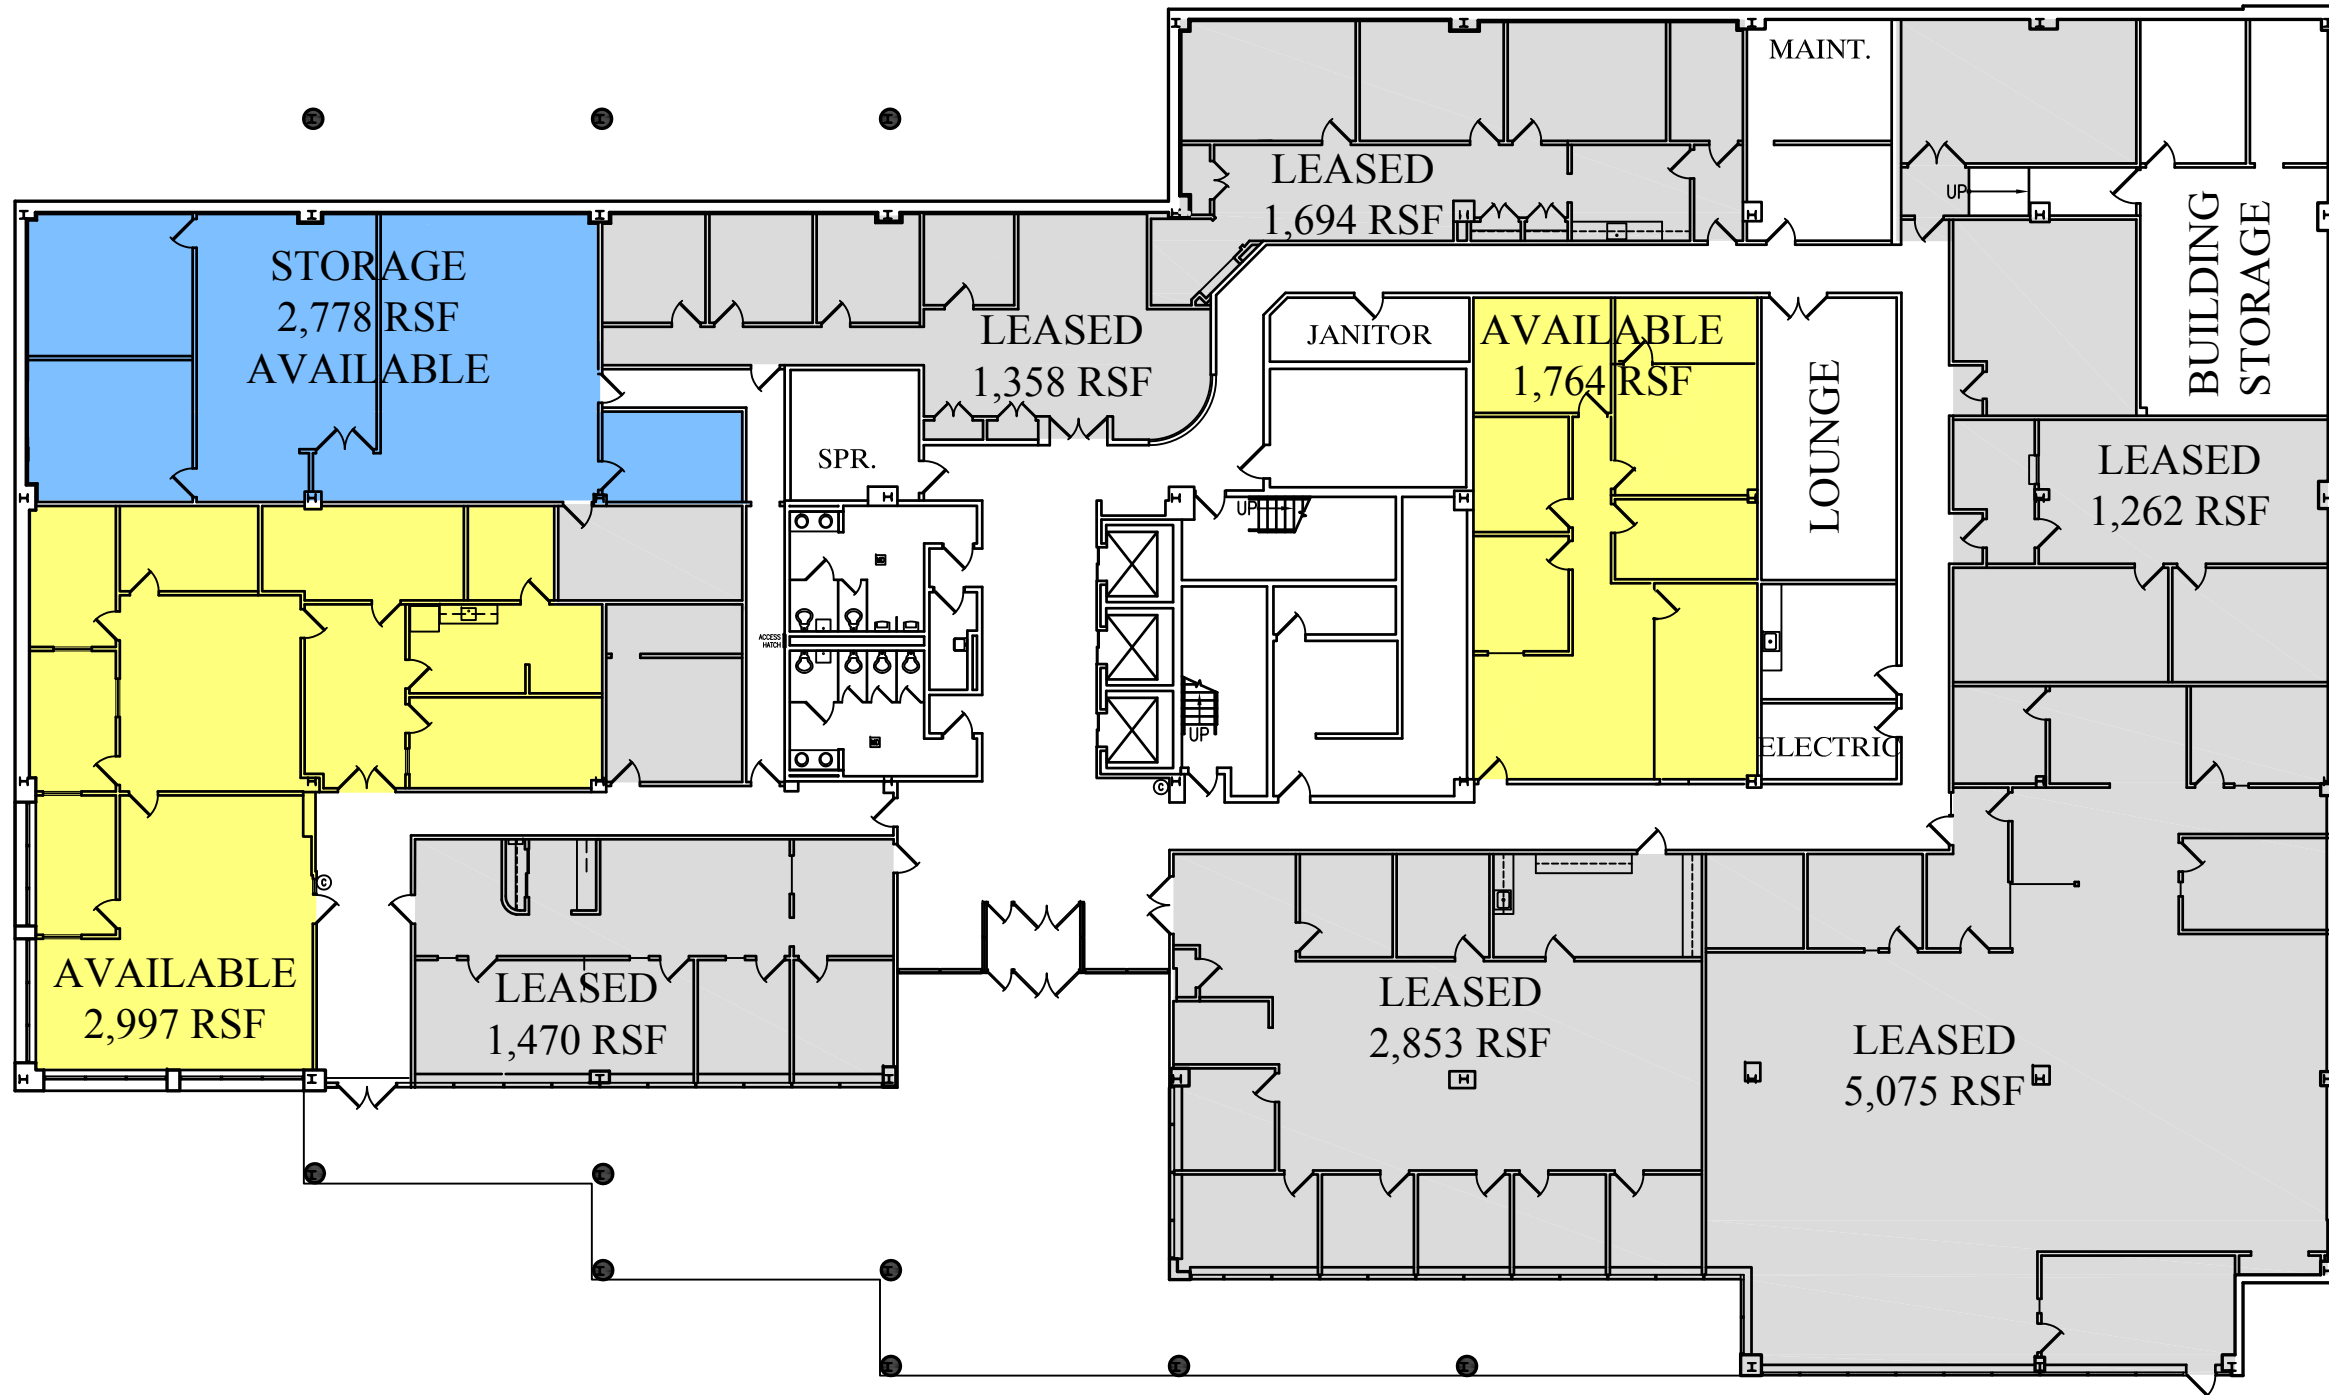 MAINT.
LEASED
1,694 RSF
UP
BUILDING
STORAGE
STORAGE
2,778 RSF
AVAILABLE
LEASED
1,358 RSF
JANITOR
AVAILABLE
1,764 RSF
LOUNGE
SPR.
LEASED
1,262 RSF
UP
ACCESS
HATCH
UP
ELECTRIC
C
C
AVAILABLE
2,997 RSF
LEASED
1,470 RSF
LEASED
2,853 RSF
LEASED
5,075 RSF